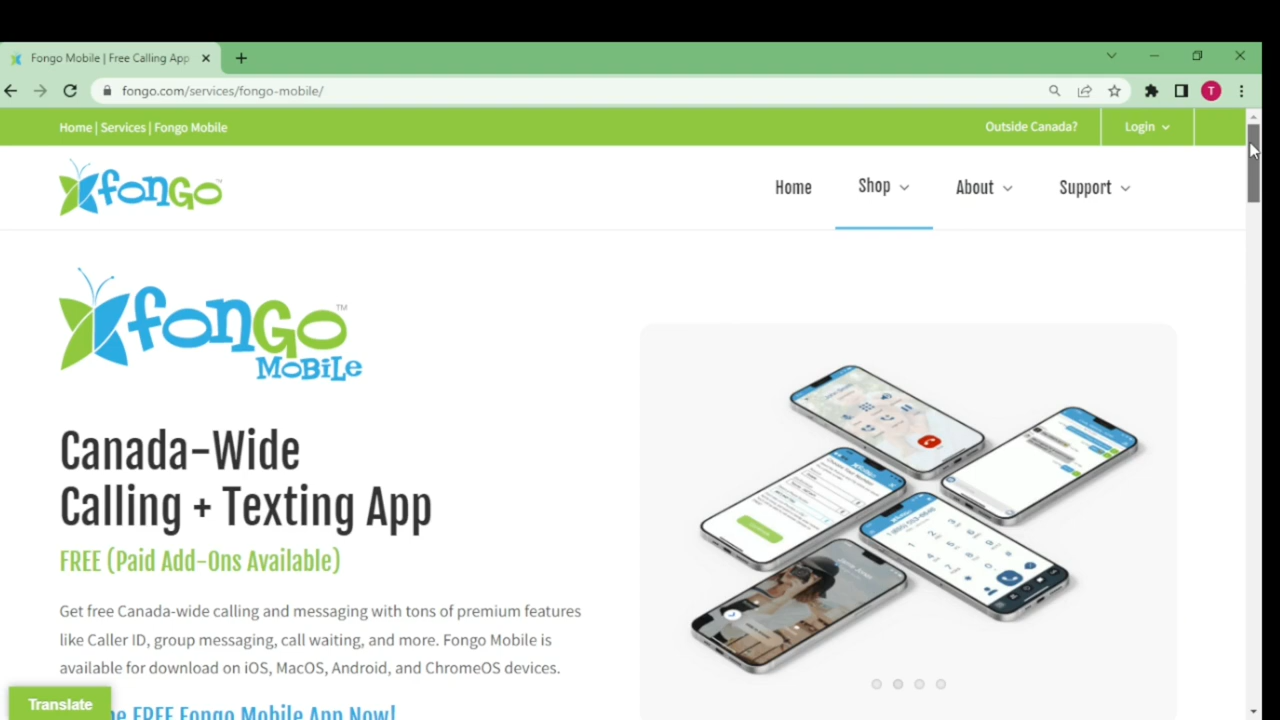 Fongo Mobile | Free Calling App
fongo.com/services/fongo-mobile/
T
Home | Services | Fongo Mobile
Outside Canada?
Login
fonGo™
Home
Shop
About
Support
fonGo™
MoBiLe
Canada-Wide
Calling + Texting App
FREE (Paid Add-Ons Available)
Get free Canada-wide calling and messaging with tons of premium features
like Caller ID, group messaging, call waiting, and more. Fongo Mobile is
available for download on iOS, MacOS, Android, and ChromeOS devices.
Translate
FREE Fongo Mobile App Now!